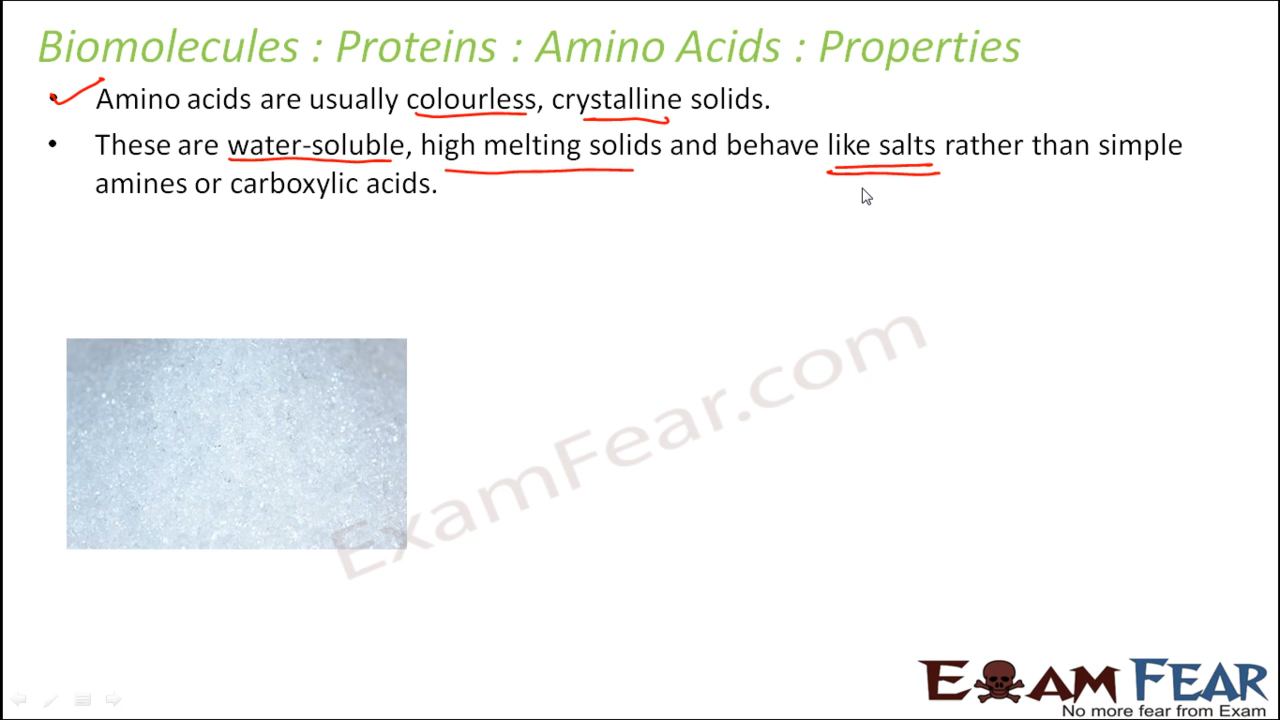 Biomolecules : Proteins : Amino Acids : Properties
• Amino acids are usually colourless, crystalline solids.
• These are water-soluble, high melting solids and behave like salts rather than simple
amines or carboxylic acids.
ExamFear.com
EXAM FEAR
No more fear from Exam